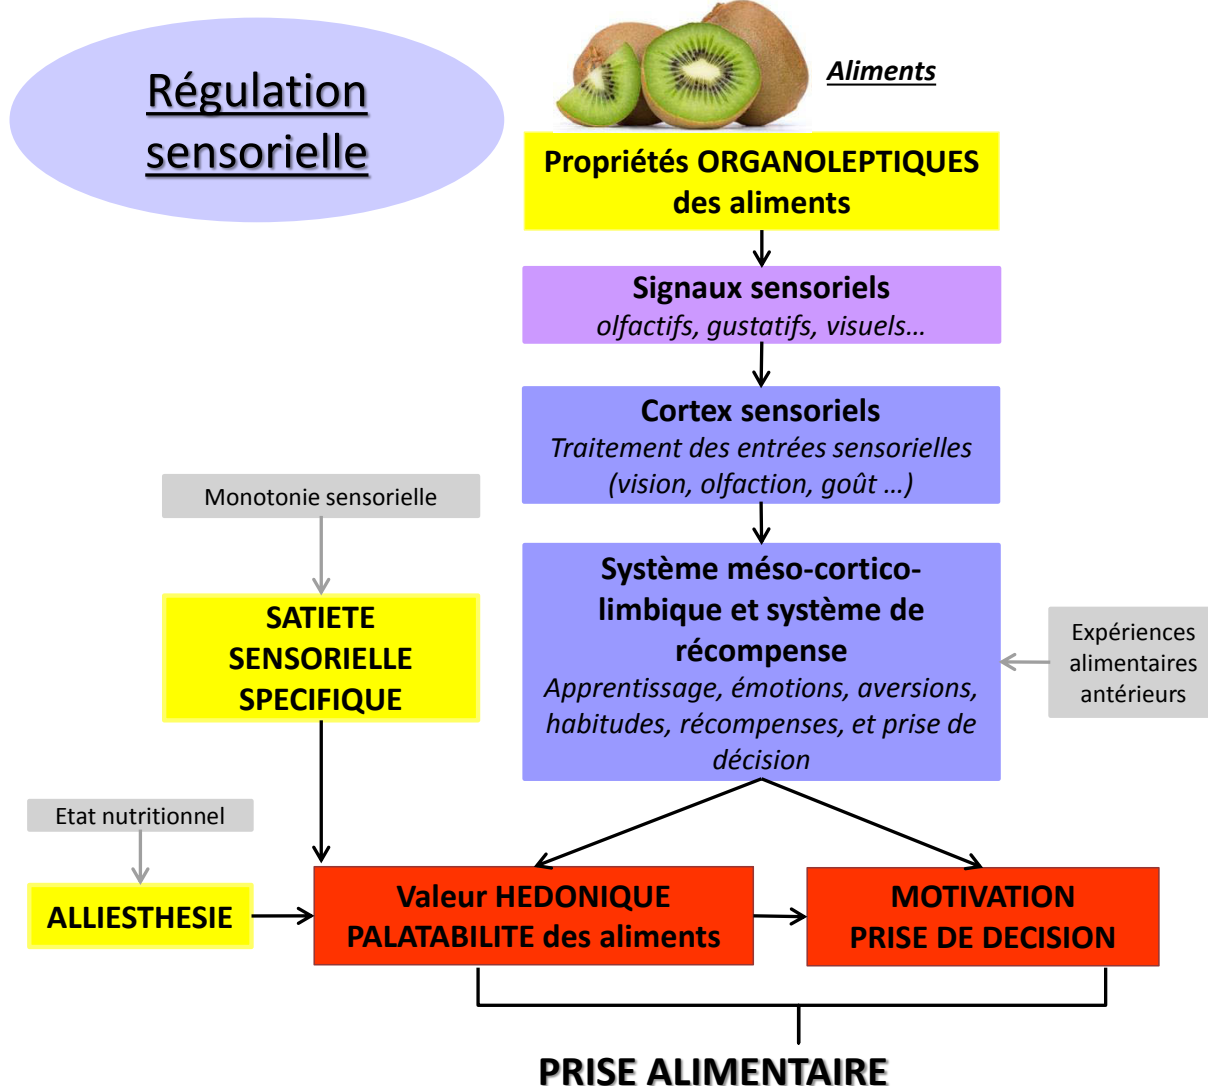 Régulation
sensorielle
Aliments
Propriétés ORGANOLEPTIQUES
des aliments
Signaux sensoriels
olfactifs, gustatifs, visuels…
Cortex sensoriels
Traitement des entrées sensorielles
(vision, olfaction, goût …)
Monotonie sensorielle
SATIETE
SENSORIELLE
SPECIFIQUE
Système méso-cortico-
limbique et système de
récompense
Apprentissage, émotions, aversions,
habitudes, récompenses, et prise de
décision
Expériences
alimentaires
antérieurs
Etat nutritionnel
ALLIESTHESIE
Valeur HEDONIQUE
PALATABILITE des aliments
MOTIVATION
PRISE DE DECISION
PRISE ALIMENTAIRE